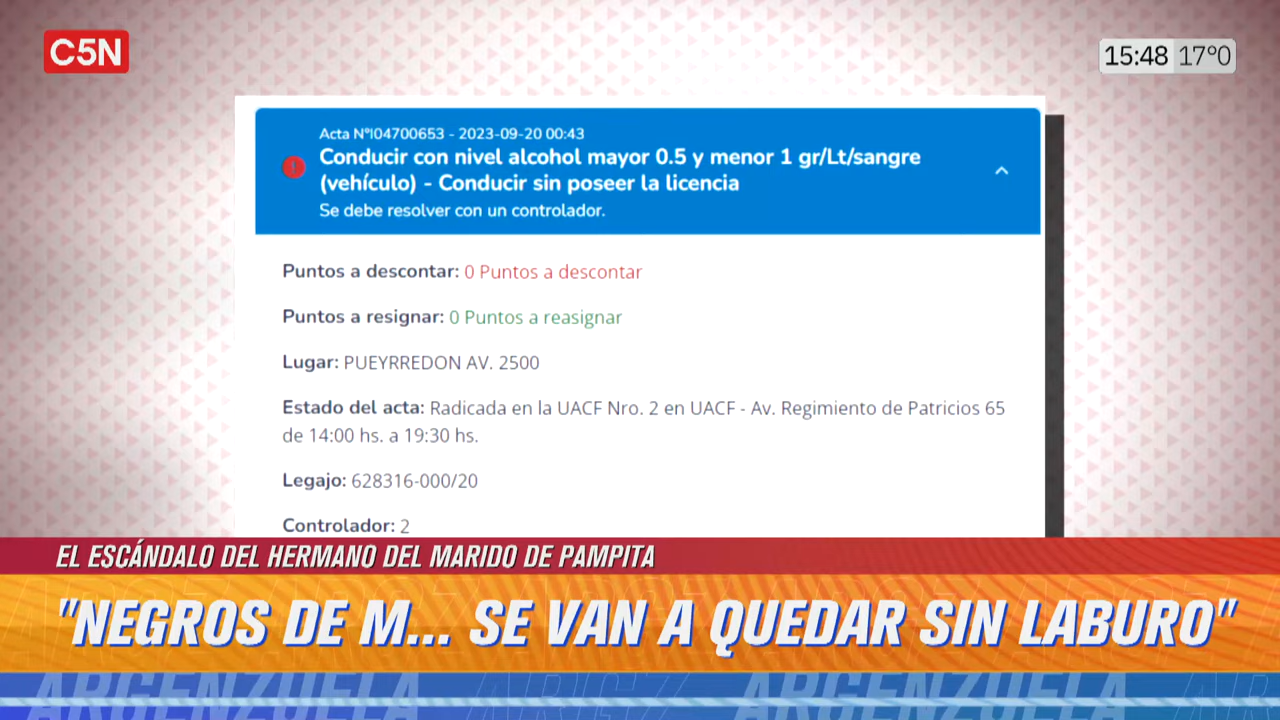 C5N
15:48 17°0
Acta N°I04700653 - 2023-09-20 00:43
Conducir con nivel alcohol mayor 0.5 y menor 1 gr/Lt/sangre
(vehículo) - Conducir sin poseer la licencia
Se debe resolver con un controlador.
Puntos a descontar: 0 Puntos a descontar
Puntos a resignar: 0 Puntos a reasignar
Lugar: PUEYRREDON AV. 2500
Estado del acta: Radicada en la UACF Nro. 2 en UACF - Av. Regimiento de Patricios 65
de 14:00 hs. a 19:30 hs.
Legajo: 628316-000/20
Controlador: 2
EL ESCÁNDALO DEL HERMANO DEL MARIDO DE PAMPITA
"NEGROS DE M... SE VAN A QUEDAR SIN LABURO"
ARGENZUELA ARGZ ARGENZUELA